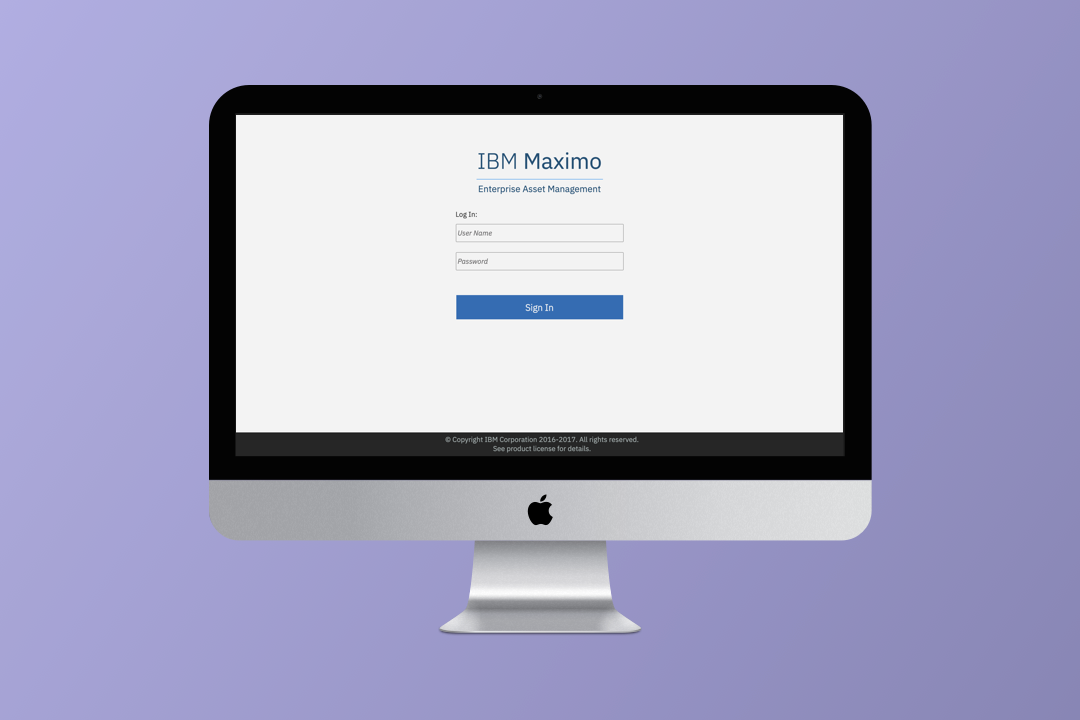 IBM Maximo
Enterprise Asset Management
Log In:
User Name
Password
Sign In
© Copyright IBM Corporation 2016-2017. All rights reserved.
See product license for details.